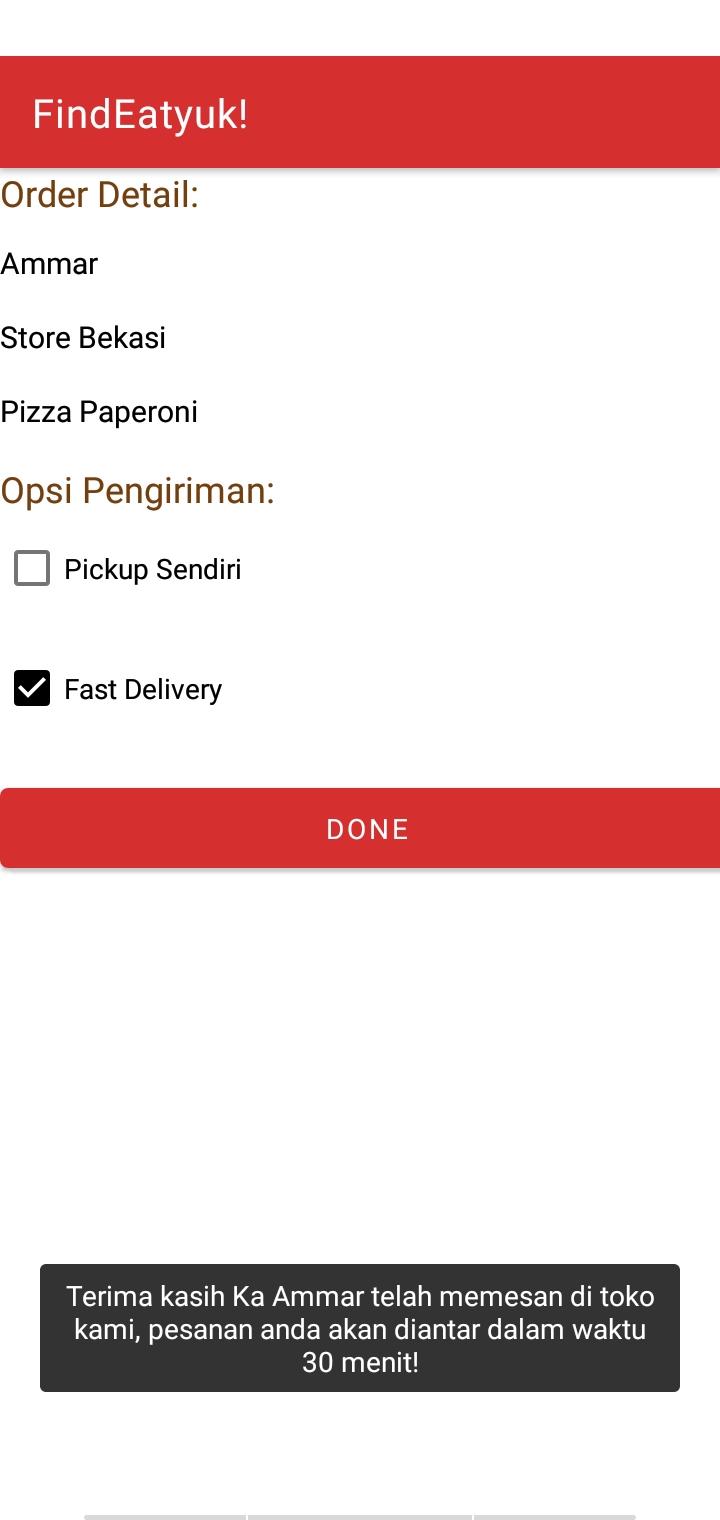 FindEatyuk!
Order Detail:
Ammar
Store Bekasi
Pizza Paperoni
Opsi Pengiriman:
Pickup Sendiri
Fast Delivery
DONE
Terima kasih Ka Ammar telah memesan di toko
kami, pesanan anda akan diantar dalam waktu
30 menit!